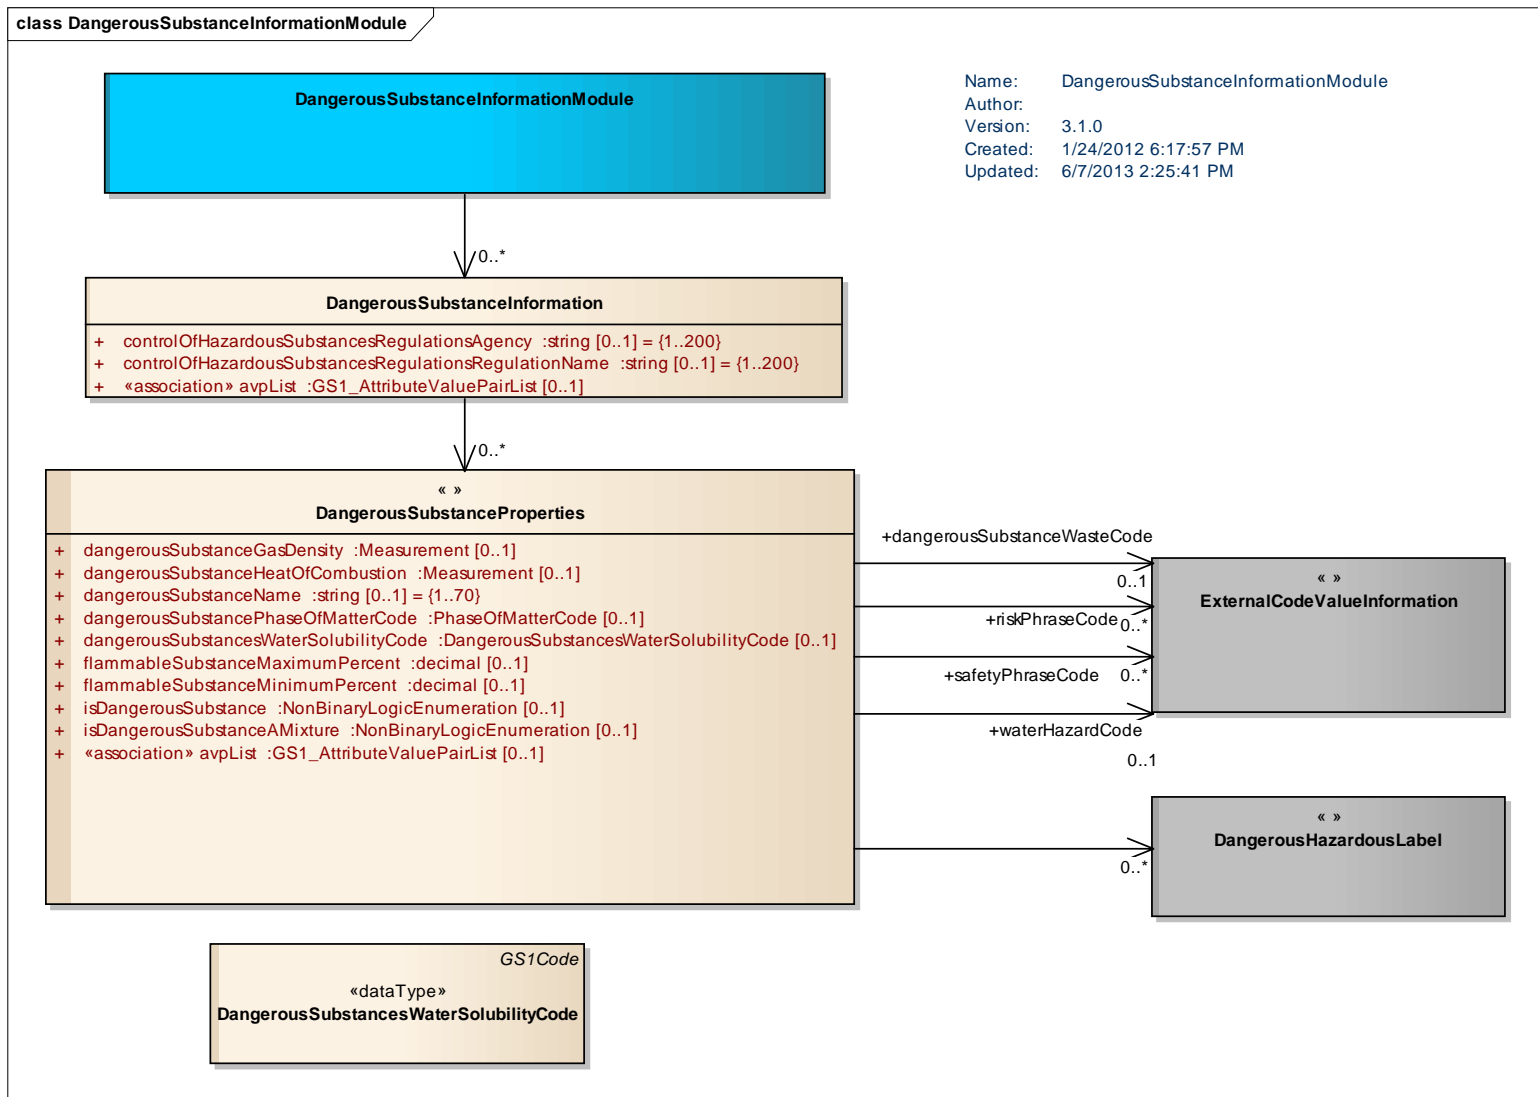 class DangerousSubstanceInformationModule
DangerousSubstanceInformationModule
Name: DangerousSubstanceInformationModule
Author:
Version: 3.1.0
Created: 1/24/2012 6:17:57 PM
Updated: 6/7/2013 2:25:41 PM
0..*
DangerousSubstanceInformation
+ controlOfHazardousSubstancesRegulationsAgency :string [0..1] = {1..200}
+ controlOfHazardousSubstancesRegulationsRegulationName :string [0..1] = {1..200}
+ «association» avpList :GS1_AttributeValuePairList [0..1]
0..*
« »
DangerousSubstanceProperties
+ dangerousSubstanceGasDensity :Measurement [0..1]
+ dangerousSubstanceHeatOfCombustion :Measurement [0..1]
+ dangerousSubstanceName :string [0..1] = {1..70}
+ dangerousSubstancePhaseOfMatterCode :PhaseOfMatterCode [0..1]
+ dangerousSubstancesWaterSolubilityCode :DangerousSubstancesWaterSolubilityCode [0..1]
+ flammableSubstanceMaximumPercent :decimal [0..1]
+ flammableSubstanceMinimumPercent :decimal [0..1]
+ isDangerousSubstance :NonBinaryLogicEnumeration [0..1]
+ isDangerousSubstanceAMixture :NonBinaryLogicEnumeration [0..1]
+ «association» avpList :GS1_AttributeValuePairList [0..1]
+dangerousSubstanceWasteCode
0..1
+riskPhraseCode
0..*
+safetyPhraseCode
0..*
+waterHazardCode
0..1
« »
ExternalCodeValueInformation
« »
DangerousHazardousLabel
0..*
GS1Code
«dataType»
DangerousSubstancesWaterSolubilityCode